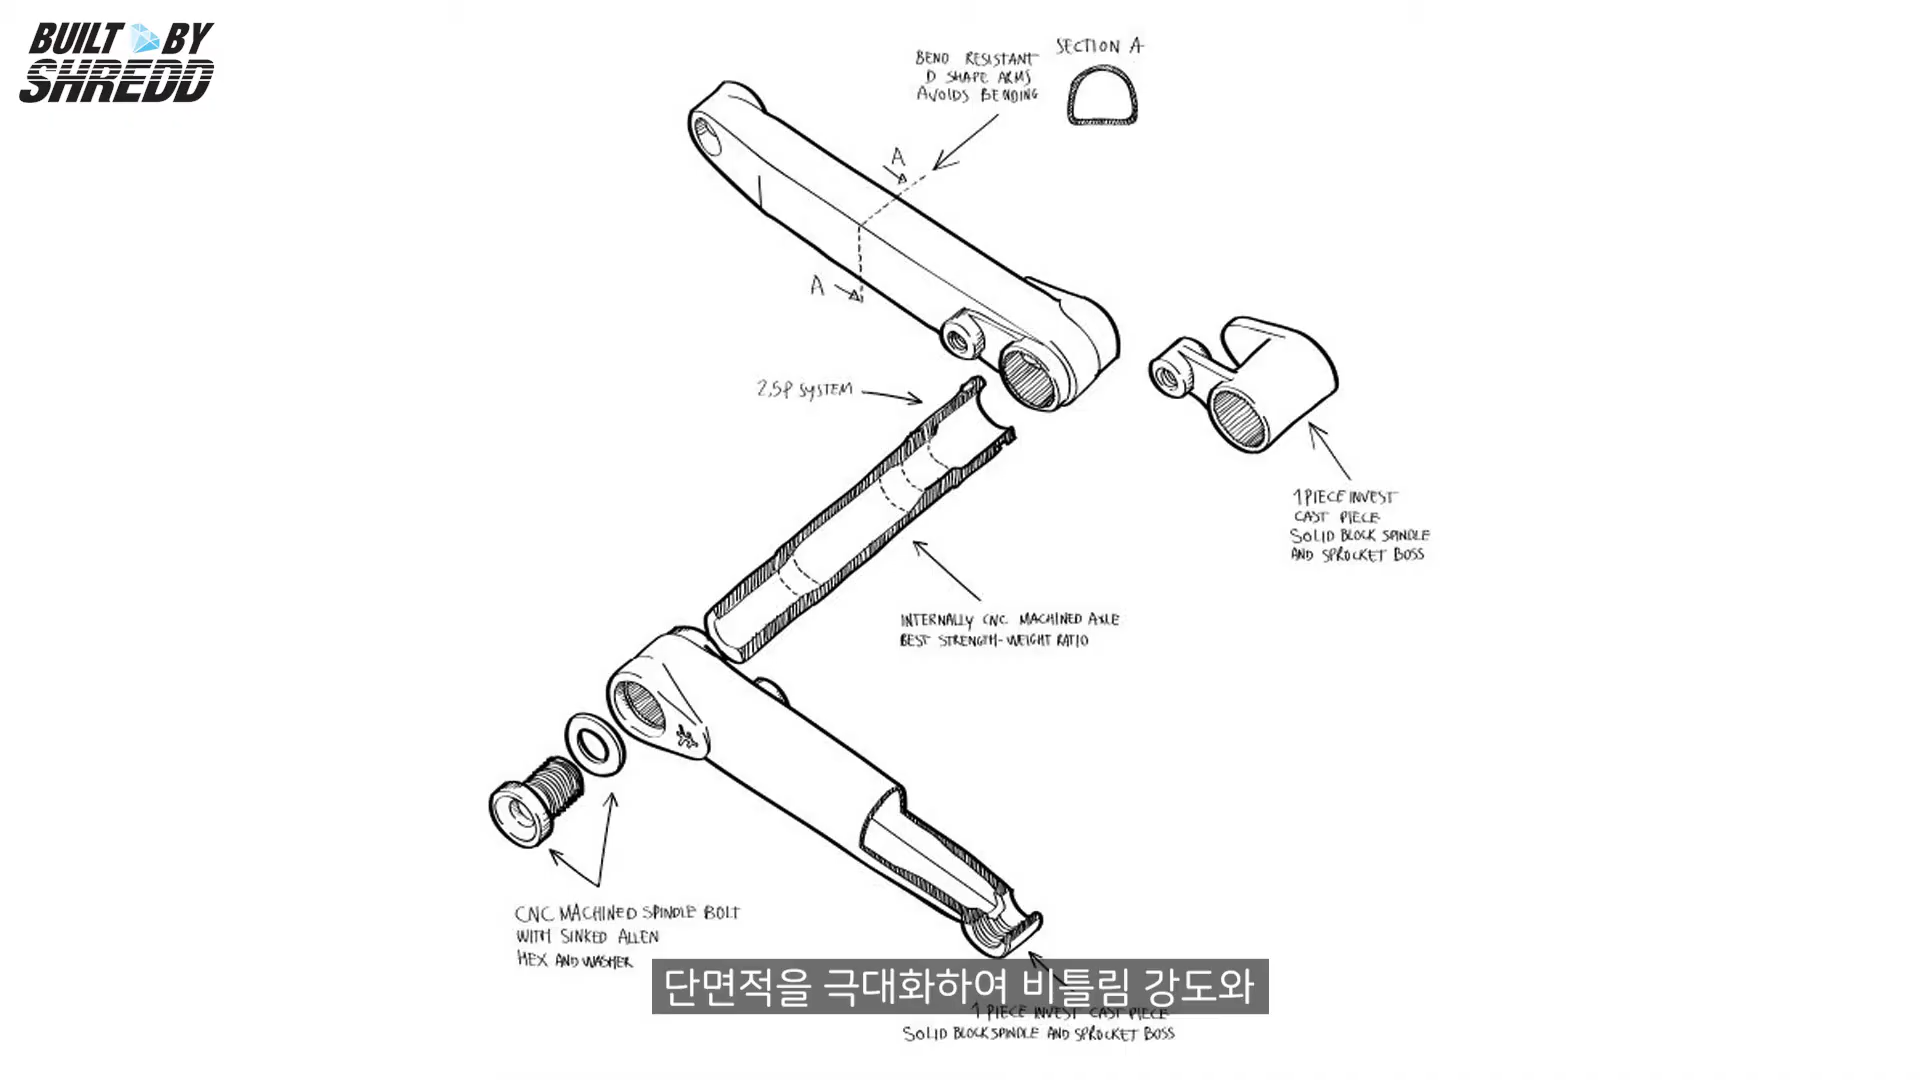 BUILT BY
SHREDD
SECTION A
BEND RESISTANT
D SHAPE ARMS
AVOIDS BENDING
A
A
2,5P SYSTEM
1 PIECE INVEST
CAST PIECE
SOLID BLOCK SPINDLE
AND SPROCKET BOSS
INTERNALLY CNC MACHINED AXLE
BEST STRENGTH-WEIGHT RATIO
CNC MACHINED SPINDLE BOLT
WITH SINKED ALLEN
HEX AND WASHER
단면적을 극대화하여 비틀림 강도와
1 PIECE INVEST CAST PIECE
SOLID BLOCK SPINDLE AND SPROCKET BOSS